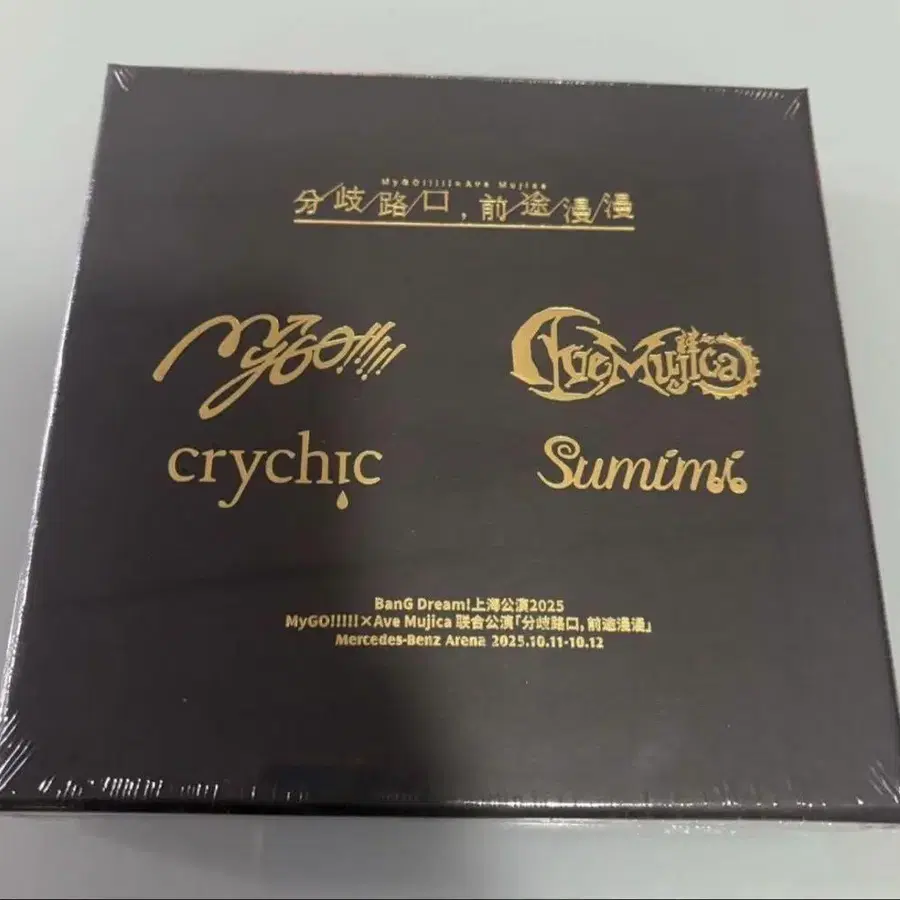 MyGO!!!!!×Ave Mujica
分歧路口,前途漫漫
MyGO!!!!!
Ave Mujica
crychic
Sumimi
BanG Dream!上海公演2025
MyGO!!!!!×Ave Mujica 联合公演「分歧路口,前途漫漫」
Mercedes-Benz Arena 2025.10.11-10.12